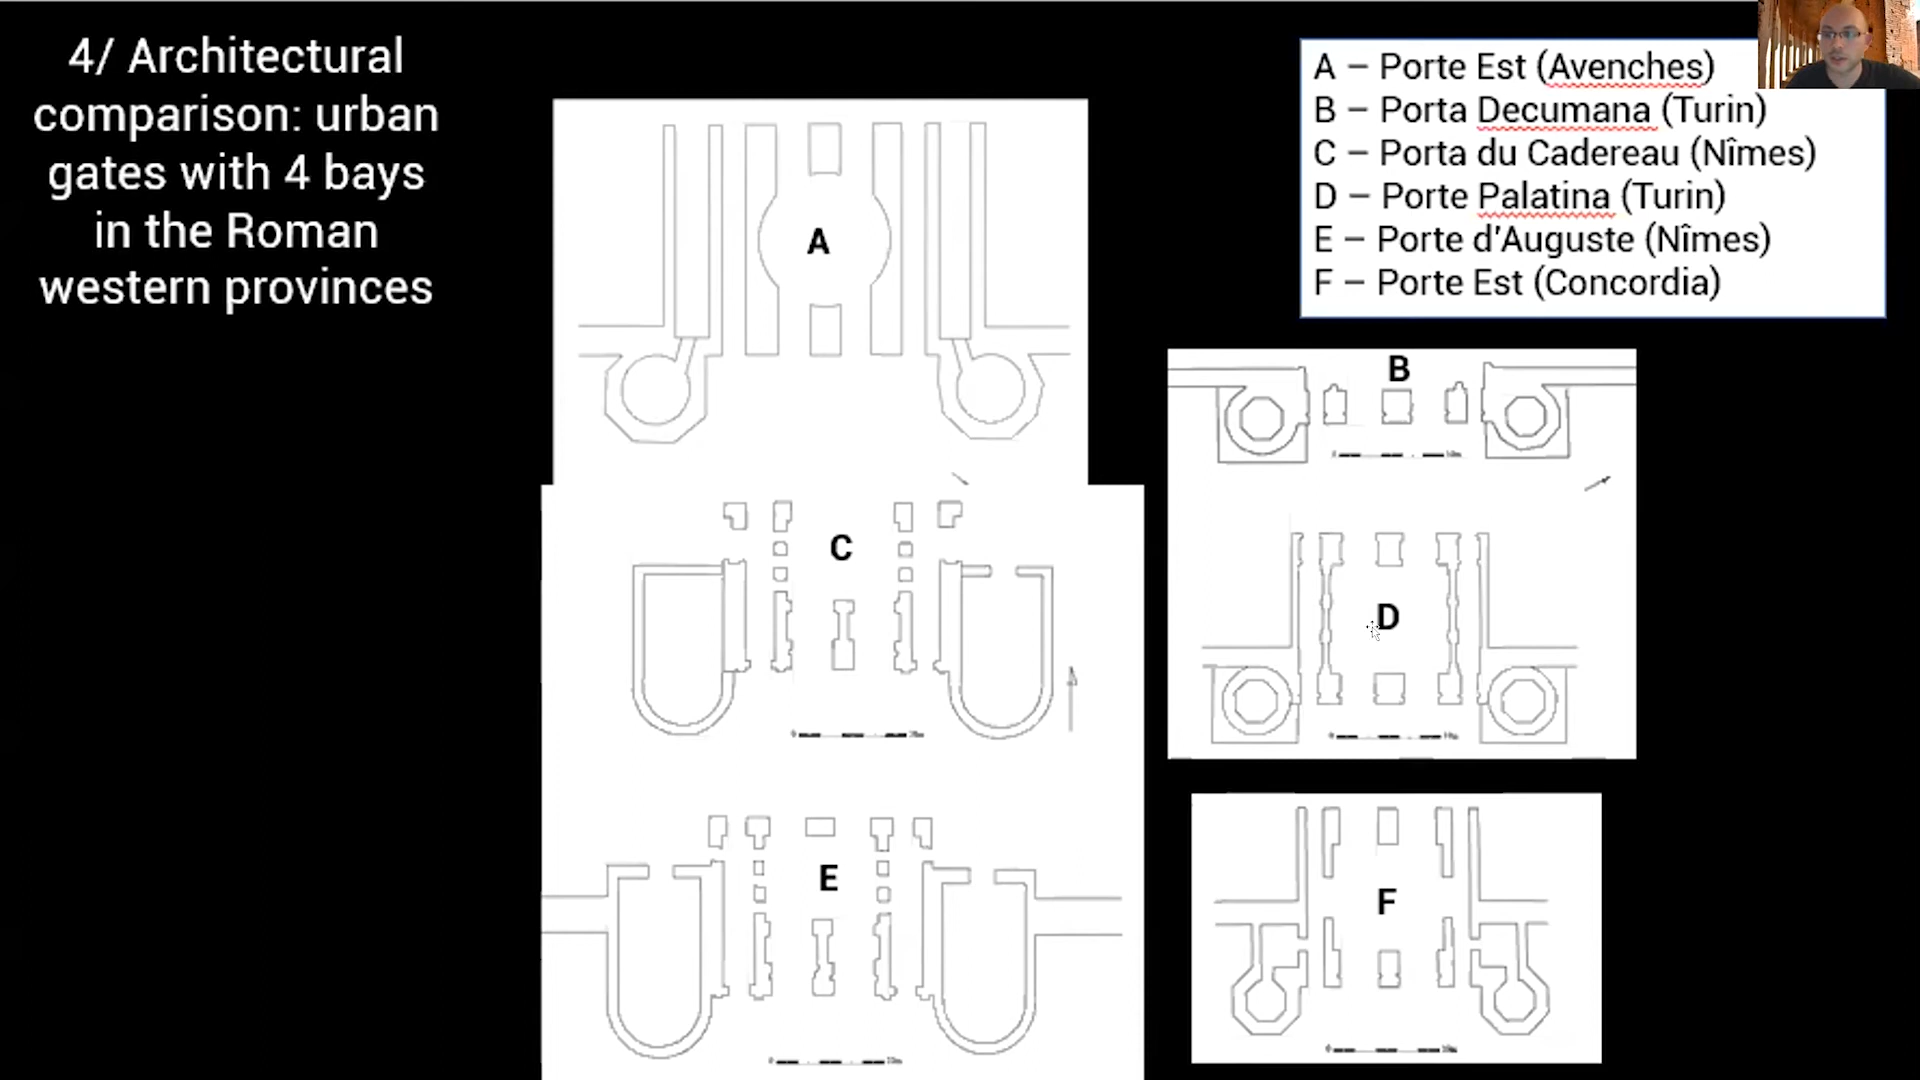 4/ Architectural
comparison: urban
gates with 4 bays
in the Roman
western provinces
A – Porte Est (Avenches)
B – Porta Decumana (Turin)
C – Porta du Cadereau (Nîmes)
D – Porte Palatina (Turin)
E – Porte d'Auguste (Nîmes)
F – Porte Est (Concordia)
A
B
C
D
E
F